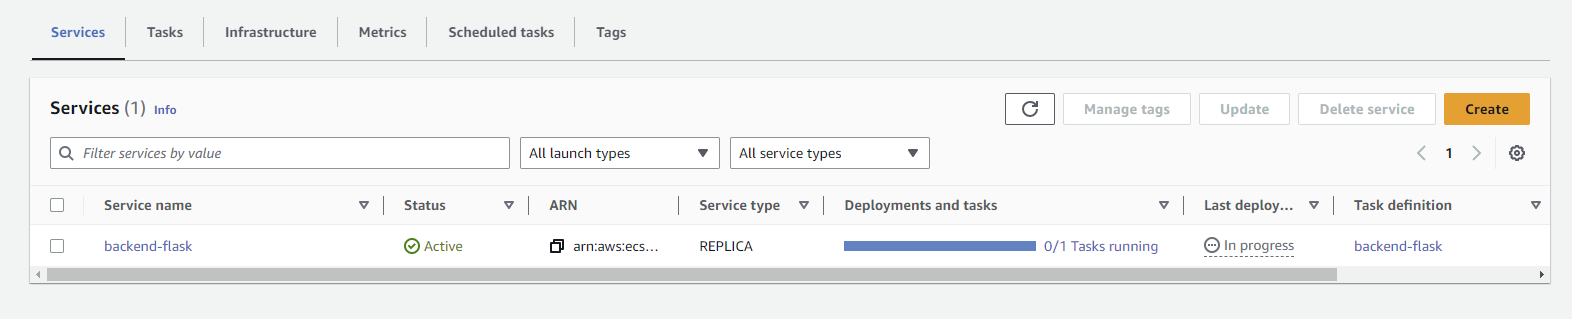 Services Tasks Infrastructure Metrics Scheduled tasks Tags
Services (1) Info Manage tags Update Delete service Create
Filter services by value All launch types All service types 1
Service name Status ARN Service type Deployments and tasks Last deploy... Task definition
backend-flask Active arn:aws:ecs... REPLICA 0/1 Tasks running In progress backend-flask